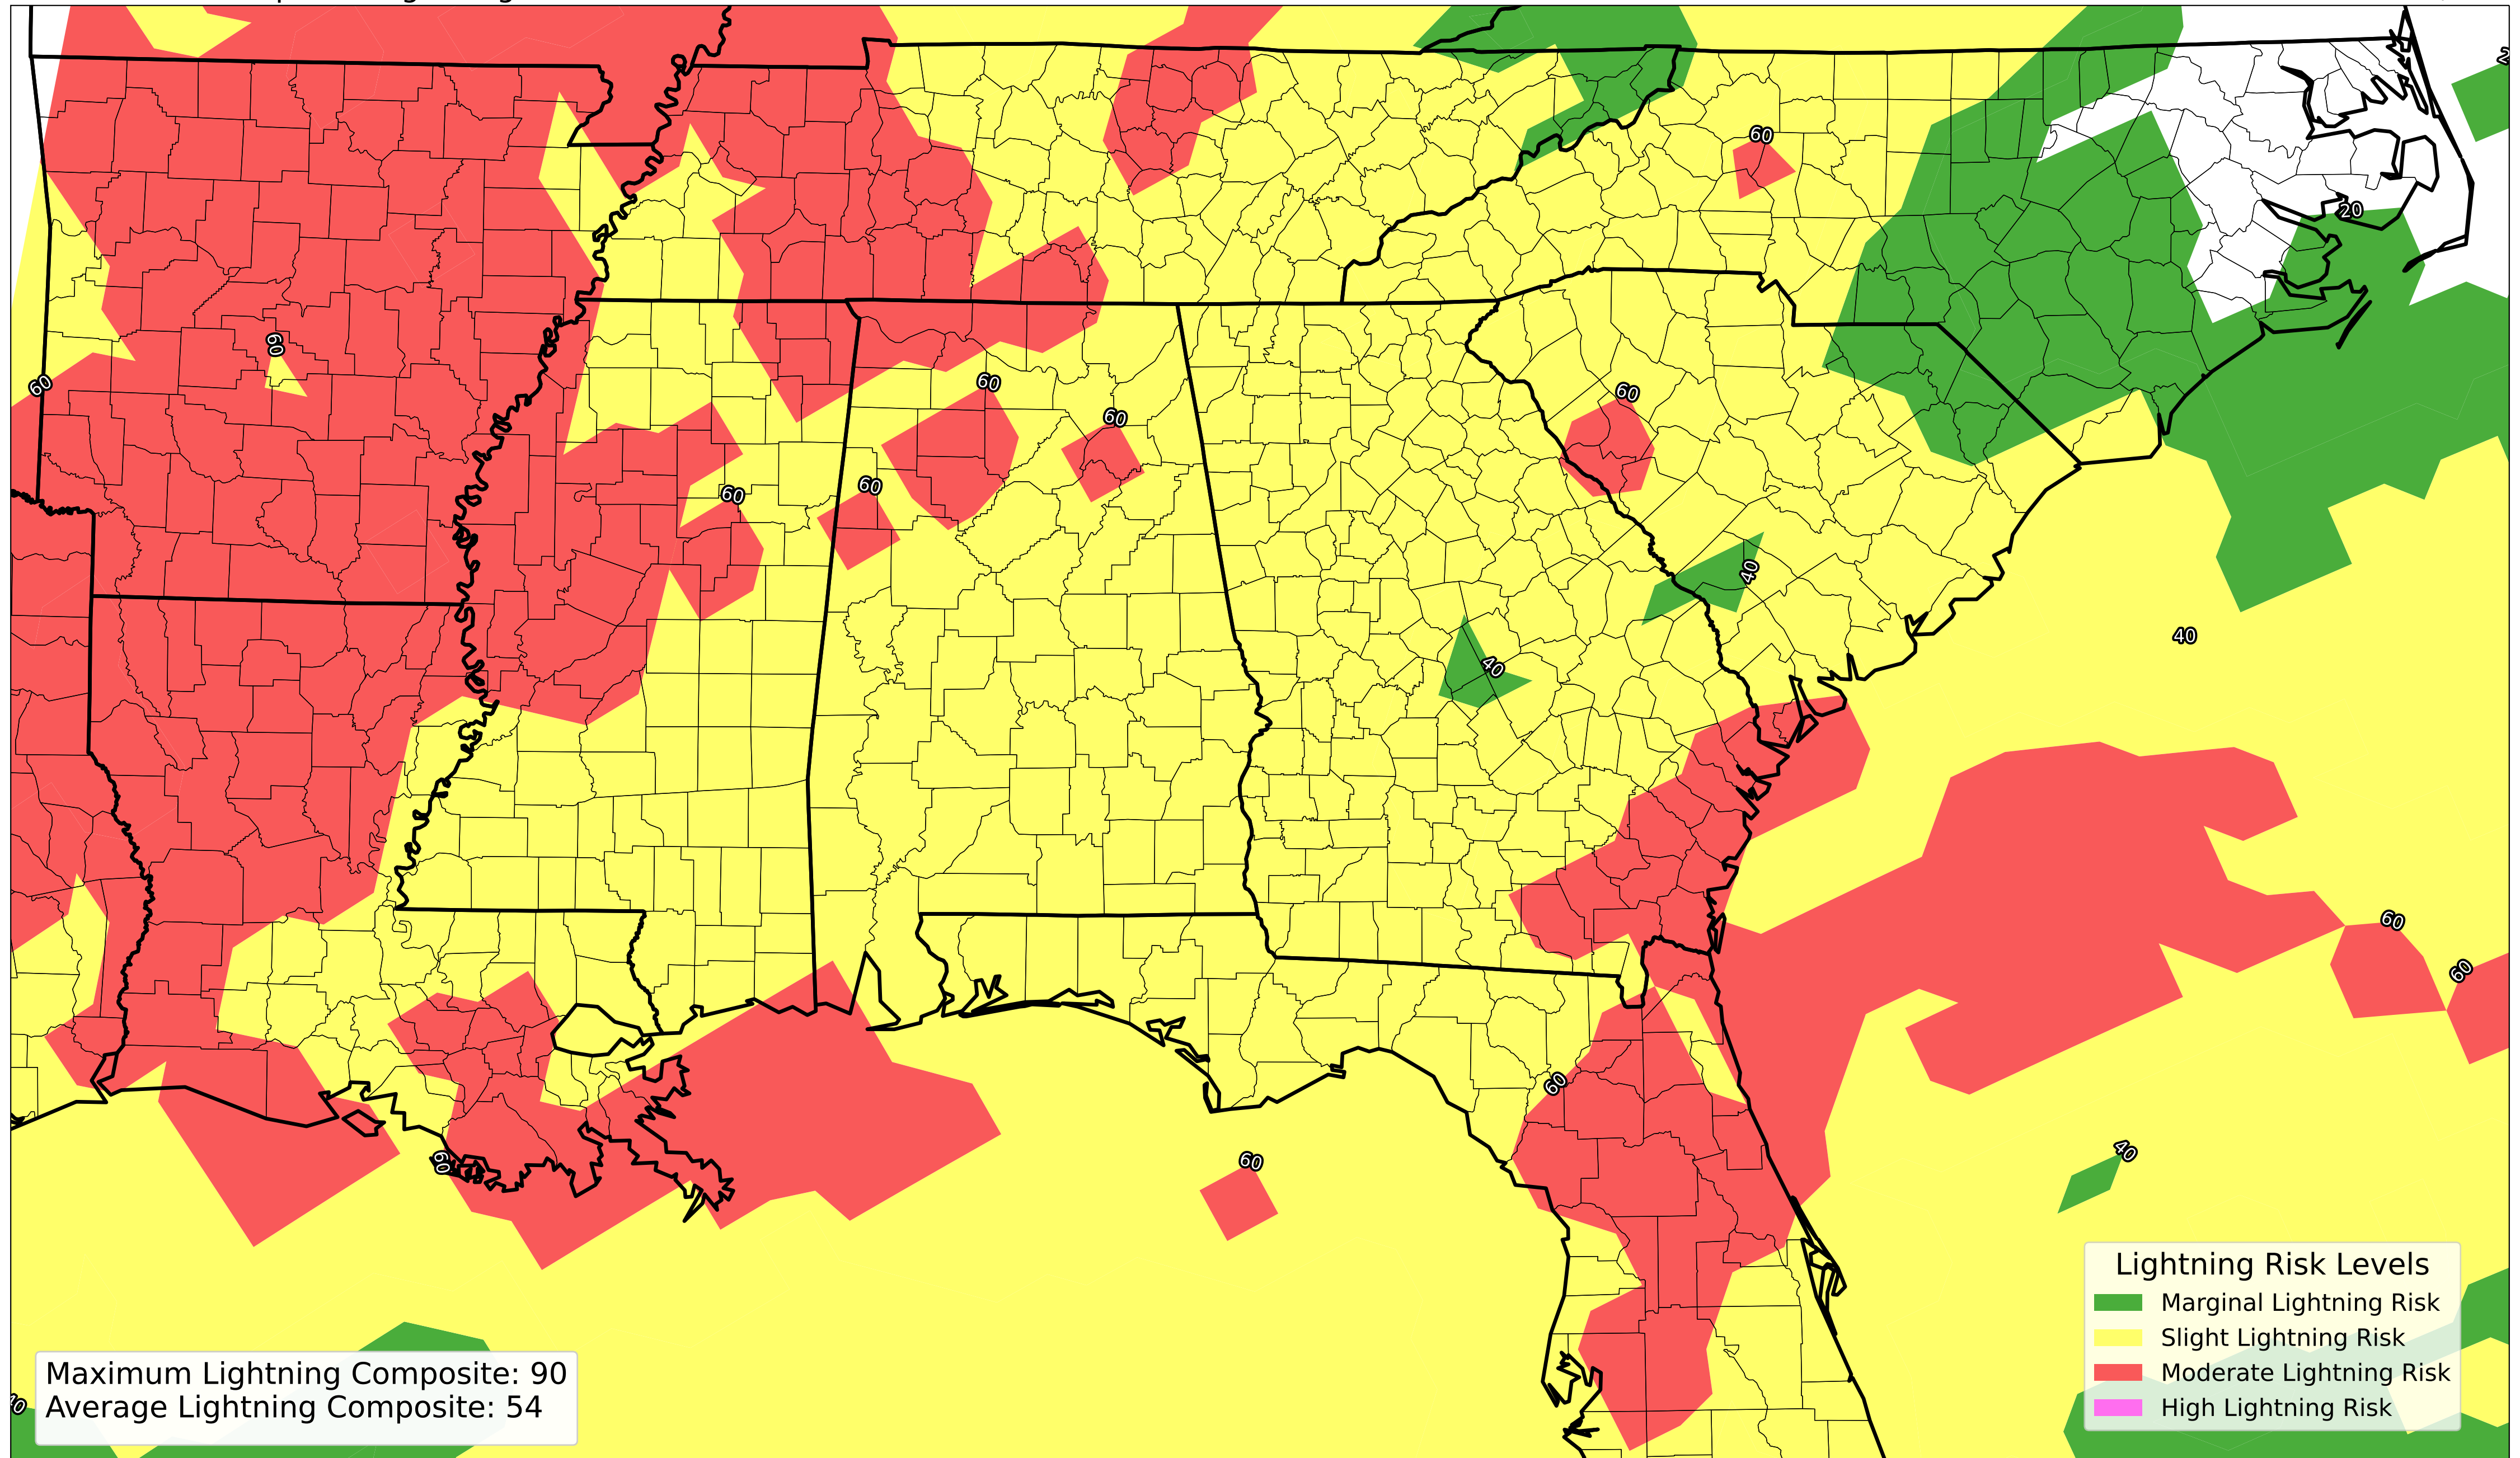 60
20
60
60
60
60
60
60
60
40
40
40
60
60
60
60
60
40
Lightning Risk Levels
Marginal Lightning Risk
Slight Lightning Risk
Moderate Lightning Risk
High Lightning Risk
Maximum Lightning Composite: 90
Average Lightning Composite: 54